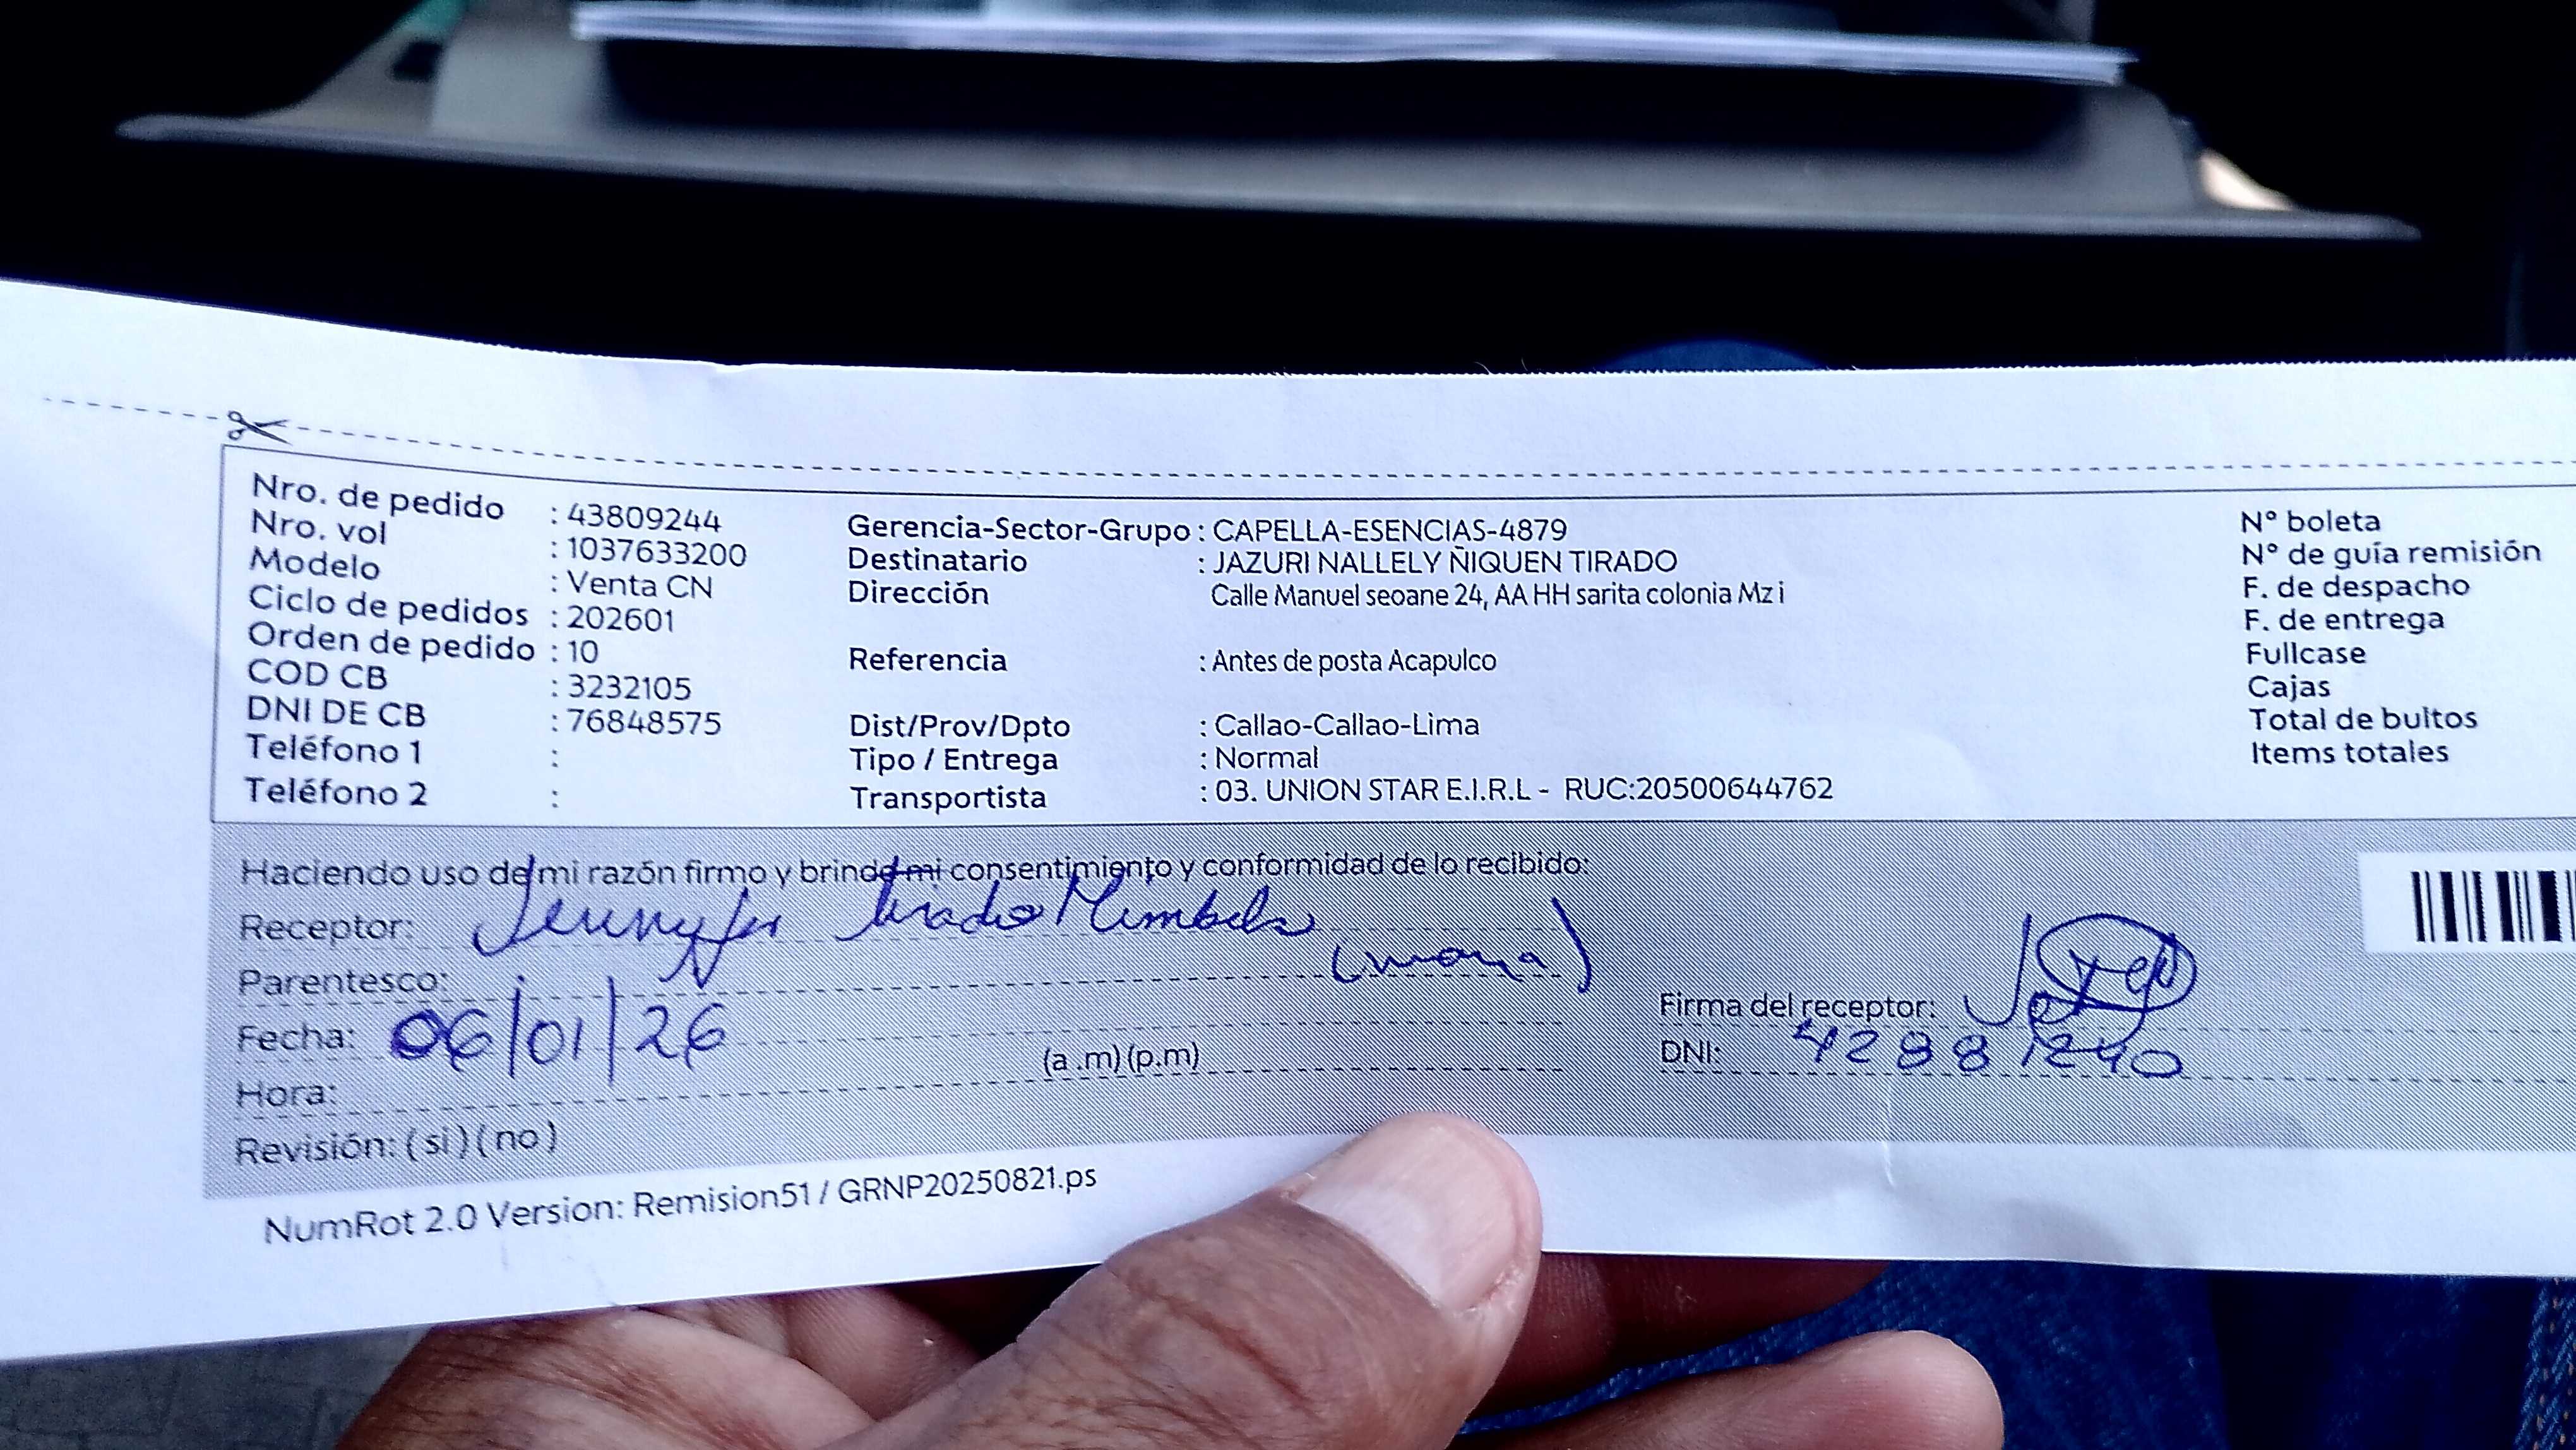 Nro. de pedido : 43809244
Nro. vol : 1037633200
Modelo : Venta CN
Ciclo de pedidos : 202601
Orden de pedido : 10
COD CB : 3232105
DNI DE CB : 76848575
Teléfono 1 :
Teléfono 2 :
Gerencia-Sector-Grupo : CAPELLA-ESENCIAS-4879
Destinatario : JAZURI NALLELY ÑIQUEN TIRADO
Dirección Calle Manuel seoane 24, AA HH sarita colonia Mz i
Referencia : Antes de posta Acapulco
Dist/Prov/Dpto : Callao-Callao-Lima
Tipo / Entrega : Normal
Transportista : 03. UNION STAR E.I.R.L - RUC:20500644762
N° boleta
N° de guía remisión
F. de despacho
F. de entrega
Fullcase
Cajas
Total de bultos
Items totales
Haciendo uso de mi razón firmo y brindo mi consentimiento y conformidad de lo recibido:
Receptor: Jennyfer Tirado Mimbela
Parentesco: (mama)
Fecha: 06/01/26
Hora: (a .m) (p.m)
Revisión: ( si ) ( no )
Firma del receptor:
DNI: 42981240
NumRot 2.0 Version: Remision51 / GRNP20250821.ps